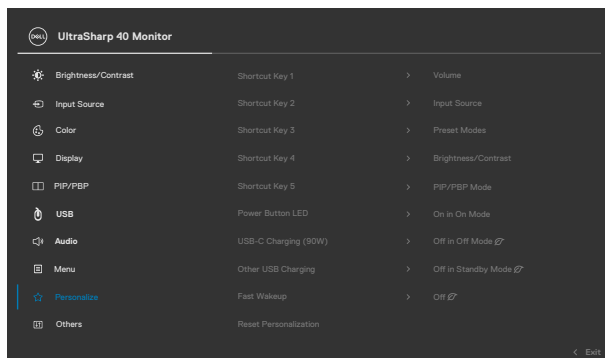 DELL UltraSharp 40 Monitor
Brightness/Contrast Shortcut Key 1 > Volume
Input Source Shortcut Key 2 > Input Source
Color Shortcut Key 3 > Preset Modes
Display Shortcut Key 4 > Brightness/Contrast
PIP/PBP Shortcut Key 5 > PIP/PBP Mode
USB Power Button LED > On in On Mode
Audio USB-C Charging (90W) > Off in Off Mode
Menu Other USB Charging > Off in Standby Mode
Personalize Fast Wakeup > Off
Others Reset Personalization
< Exit